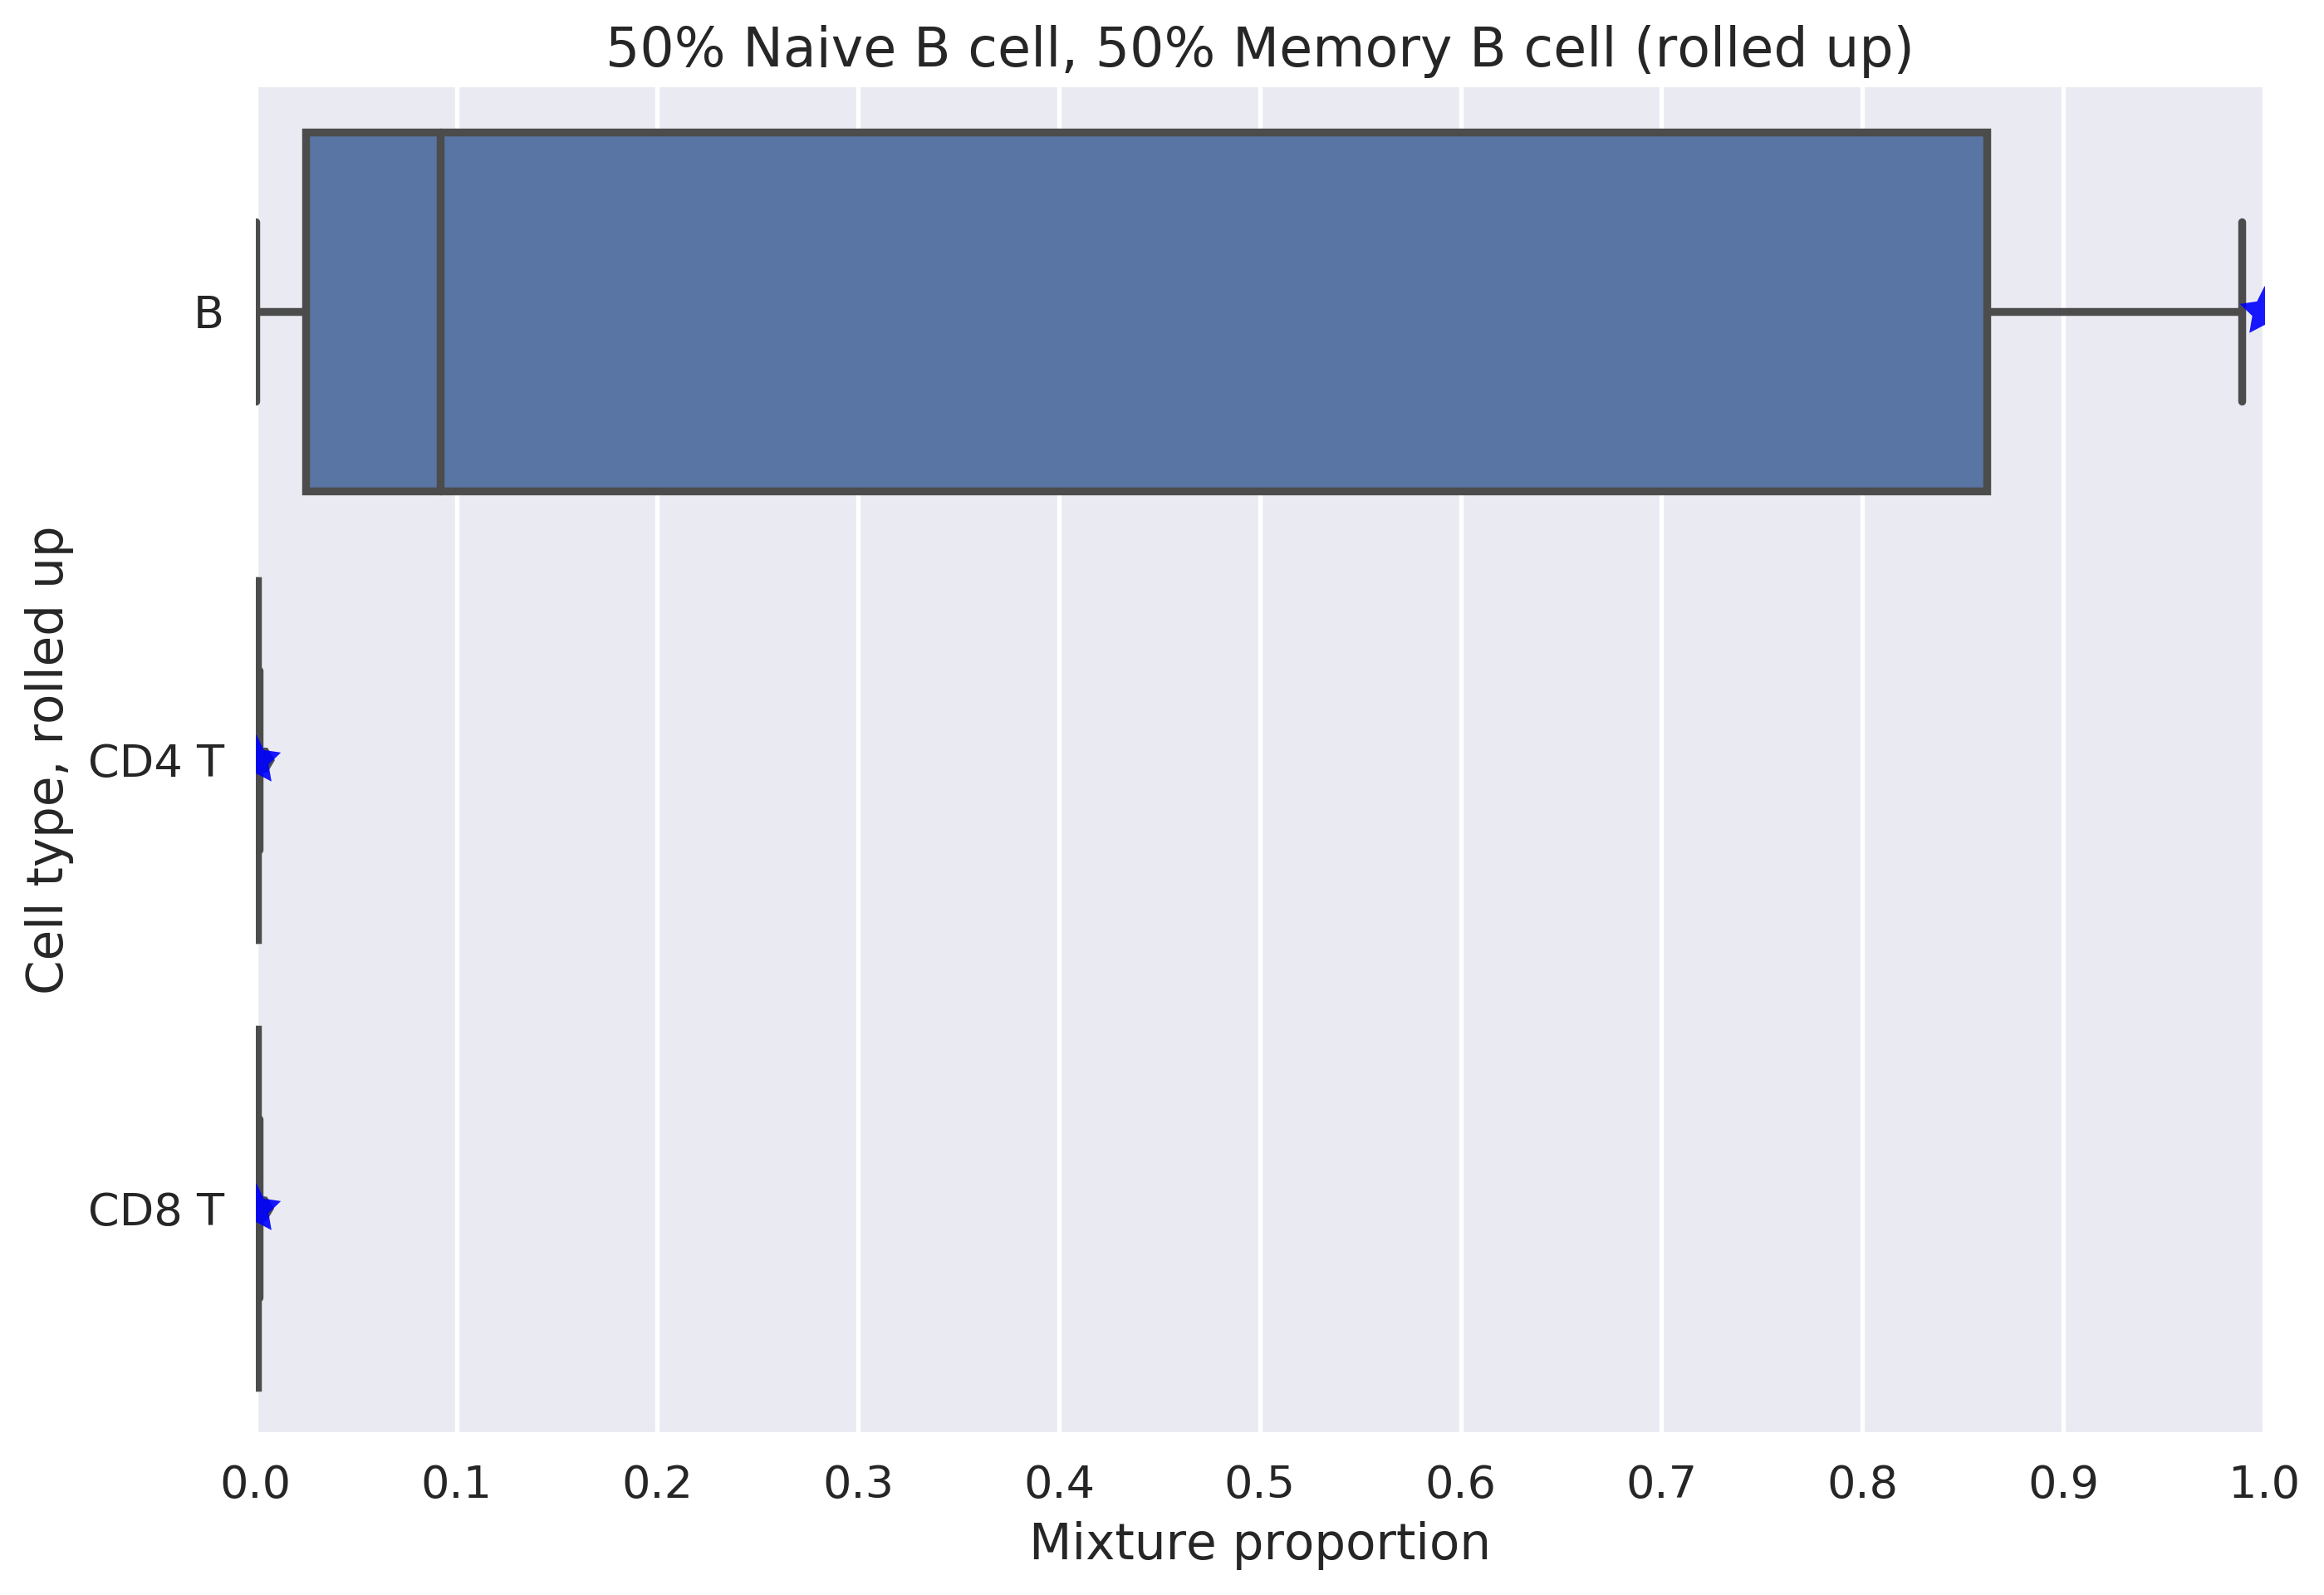 50% Naive B cell, 50% Memory B cell (rolled up)
Cell type, rolled up
B
CD4 T
CD8 T
0.0 0.1 0.2 0.3 0.4 0.5 0.6 0.7 0.8 0.9 1.0
Mixture proportion